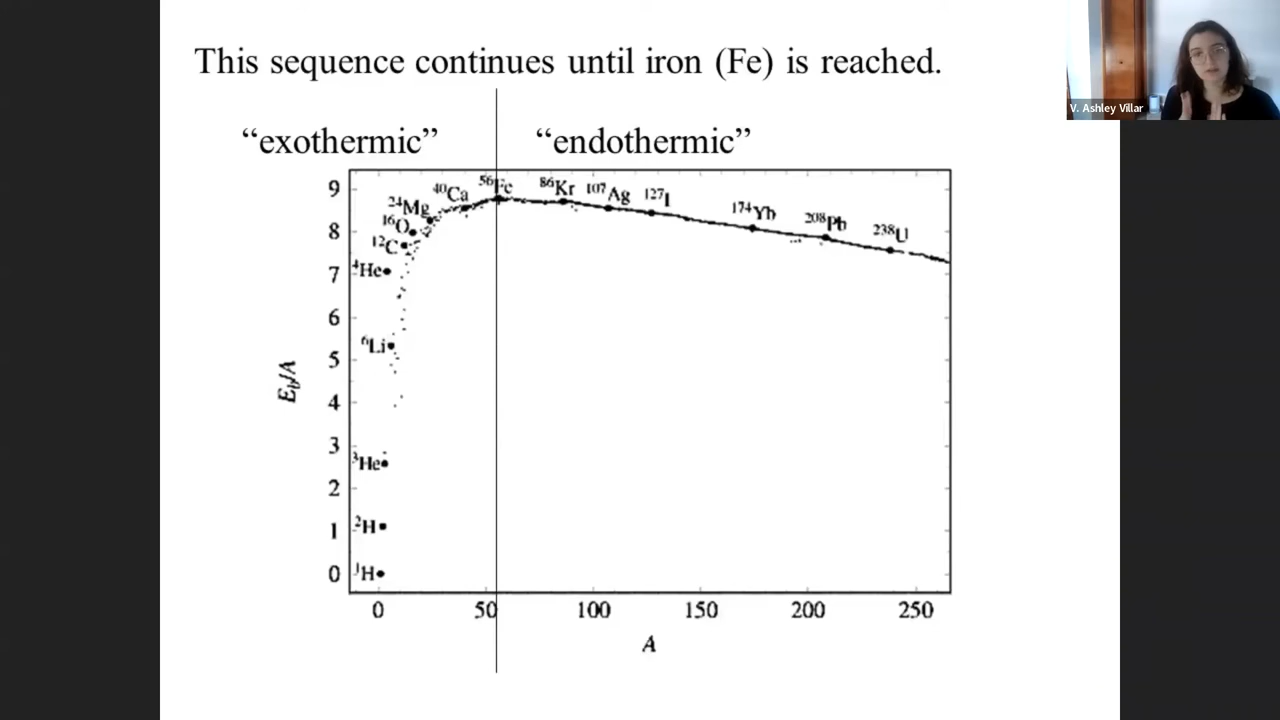 This sequence continues until iron (Fe) is reached.
V. Ashley Villar
“exothermic” “endothermic”
9
8
7
6
5
4
3
2
1
0
E_b/A
⁵⁶Fe
⁸⁶Kr
¹⁰⁷Ag
¹²⁷I
⁴⁰Ca
²⁴Mg
¹⁶O
¹²C
⁴He
⁶Li
³He
²H
¹H
¹⁷⁴Yb
²⁰⁸Pb
²³⁸U
0 50 100 150 200 250
A